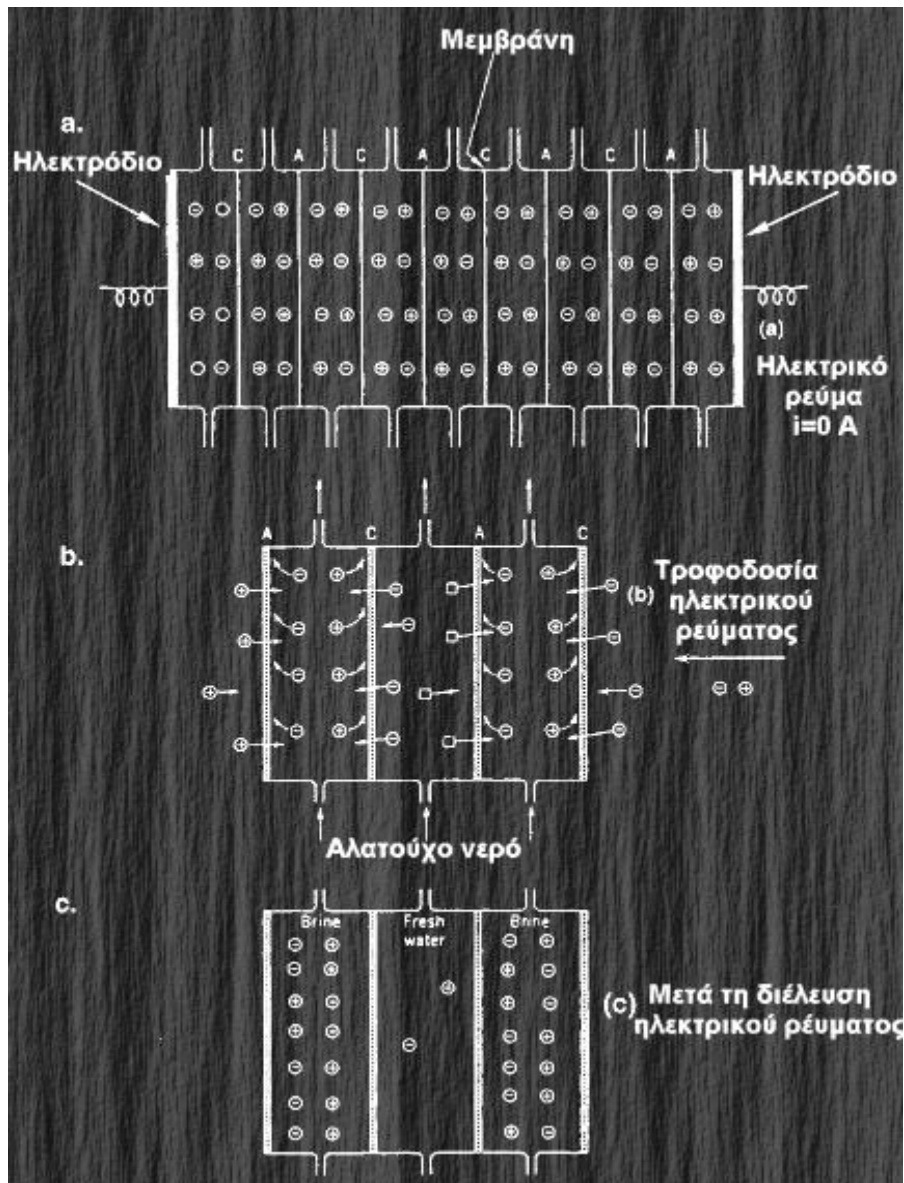 Μεμβράνη
a.
Ηλεκτρόδιο
C A C A C A C A
Ηλεκτρόδιο
(a)
Ηλεκτρικό
ρεύμα
i=0 A
b.
A C A C
(b)
Τροφοδοσία
ηλεκτρικού
ρεύματος
Αλατούχο νερό
c.
Brine
Fresh
water
Brine
(c)
Μετά τη διέλευση
ηλεκτρικού ρέυματος